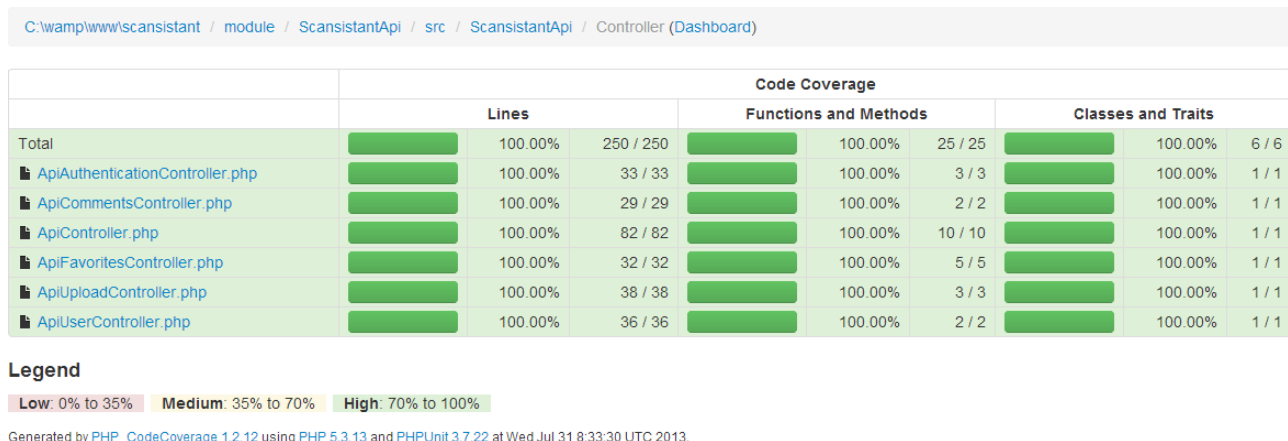 C:\wamp\www\scansistant / module / ScansistantApi / src / ScansistantApi / Controller (Dashboard)
Code Coverage
Lines Functions and Methods Classes and Traits
Total 100.00% 250 / 250 100.00% 25 / 25 100.00% 6 / 6
ApiAuthenticationController.php 100.00% 33 / 33 100.00% 3 / 3 100.00% 1 / 1
ApiCommentsController.php 100.00% 29 / 29 100.00% 2 / 2 100.00% 1 / 1
ApiController.php 100.00% 82 / 82 100.00% 10 / 10 100.00% 1 / 1
ApiFavoritesController.php 100.00% 32 / 32 100.00% 5 / 5 100.00% 1 / 1
ApiUploadController.php 100.00% 38 / 38 100.00% 3 / 3 100.00% 1 / 1
ApiUserController.php 100.00% 36 / 36 100.00% 2 / 2 100.00% 1 / 1
Legend
Low: 0% to 35% Medium: 35% to 70% High: 70% to 100%
Generated by PHP_CodeCoverage 1.2.12 using PHP 5.3.13 and PHPUnit 3.7.22 at Wed Jul 31 8:33:30 UTC 2013.